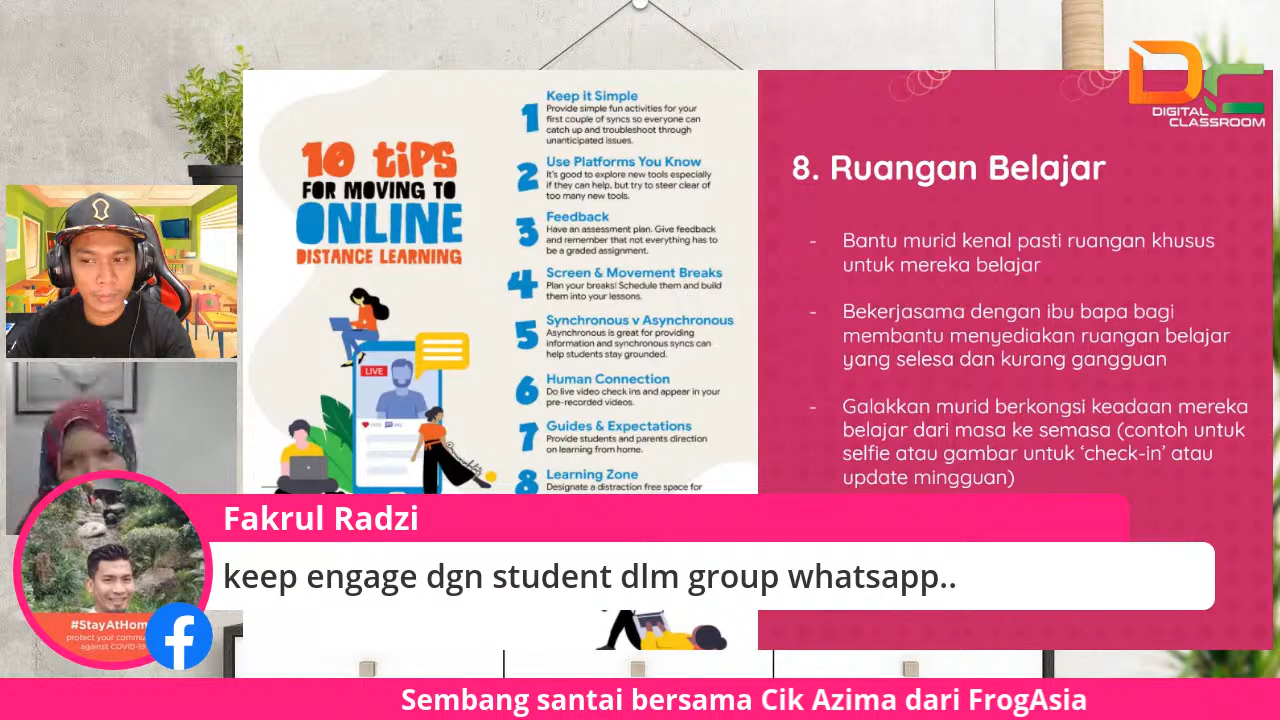 DIGITAL
CLASSROOM
10 tiPS
FOR MOVING TO
ONLINE
DISTANCE LEARNING
LIVE
1
Keep it Simple
Provide simple fun activities for your
first couple of syncs so everyone can
catch up and troubleshoot through
unanticipated issues.
2
Use Platforms You Know
It's good to explore new tools especially
if they can help, but try to steer clear of
too many new tools.
3
Feedback
Have an assessment plan. Give feedback
and remember that not everything has to
be a graded assignment.
4
Screen & Movement Breaks
Plan your breaks! Schedule them and build
them into your lessons.
5
Synchronous v Asynchronous
Asynchronous is great for providing
information and synchronous syncs can
help students stay grounded.
6
Human Connection
Do live video check ins and appear in your
pre-recorded videos.
7
Guides & Expectations
Provide students and parents direction
on learning from home.
8
Learning Zone
Designate a distraction free space for
8. Ruangan Belajar
- Bantu murid kenal pasti ruangan khusus
untuk mereka belajar
- Bekerjasama dengan ibu bapa bagi
membantu menyediakan ruangan belajar
yang selesa dan kurang gangguan
- Galakkan murid berkongsi keadaan mereka
belajar dari masa ke semasa (contoh untuk
selfie atau gambar untuk 'check-in' atau
update mingguan)
Fakrul Radzi
keep engage dgn student dlm group whatsapp..
#StayAtHom
protect your commu
against COVID-19
Sembang santai bersama Cik Azima dari FrogAsia